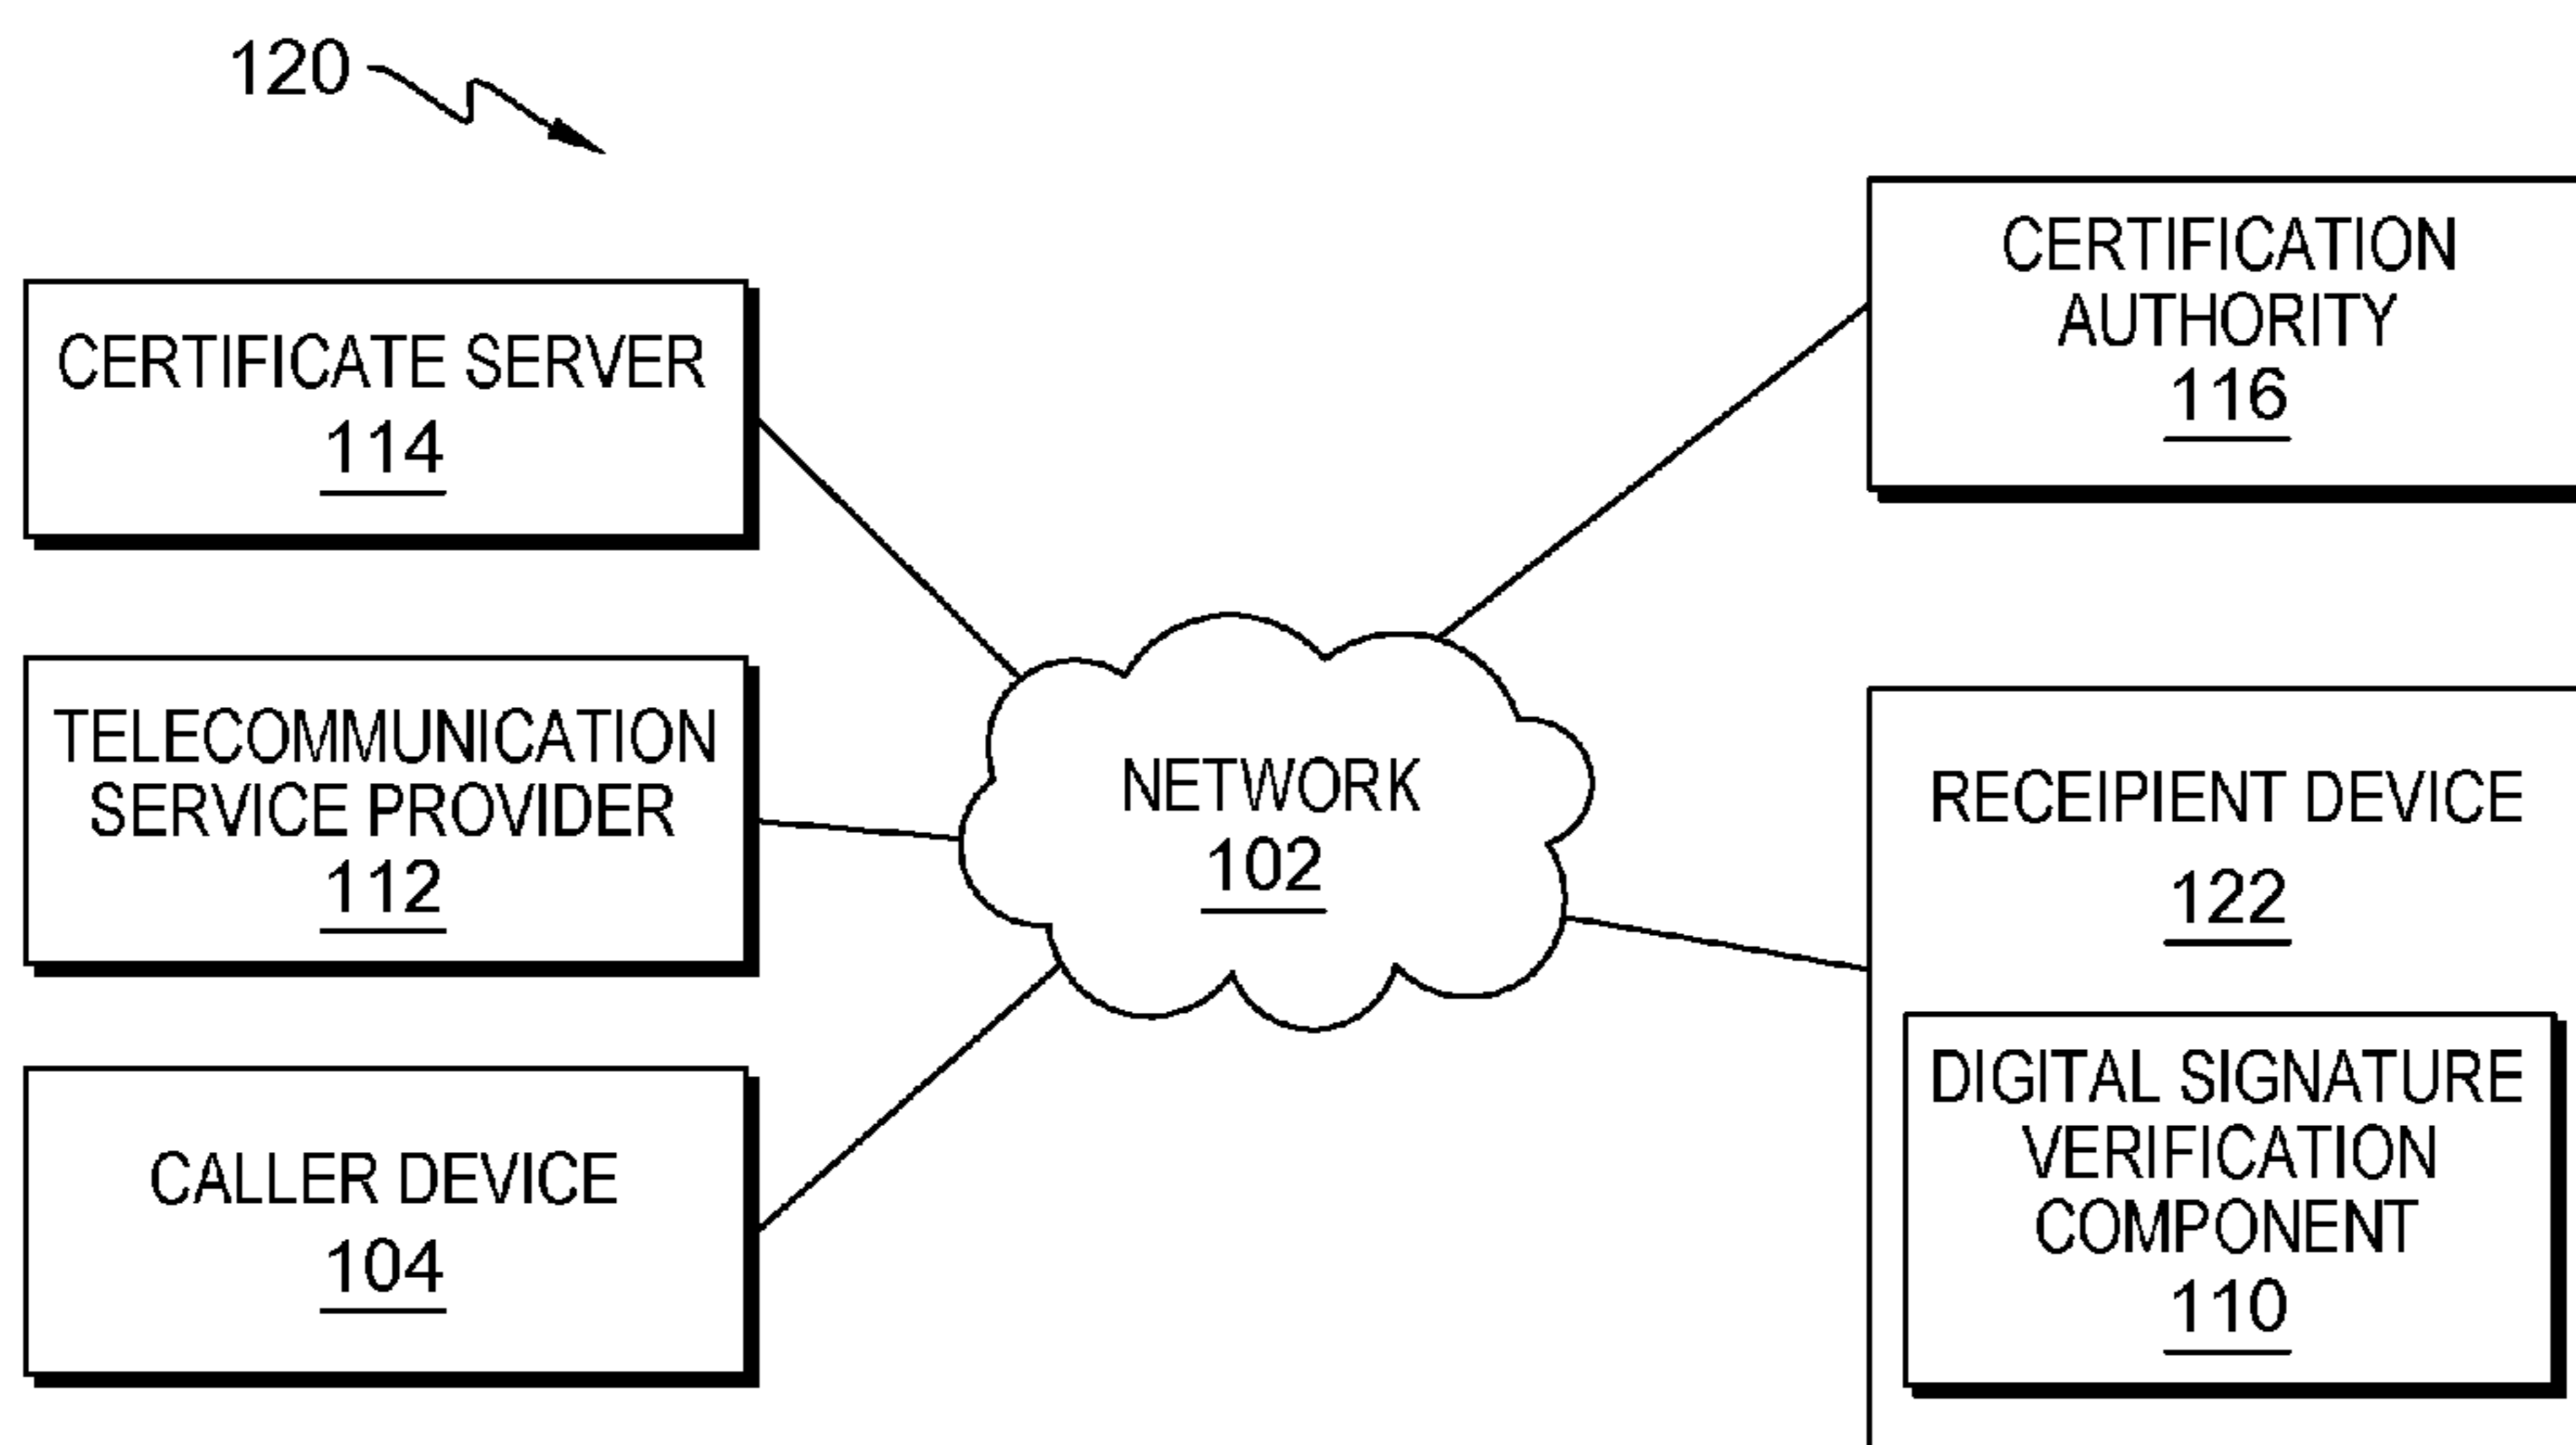 120
CERTIFICATE SERVER
114
TELECOMMUNICATION
SERVICE PROVIDER
112
CALLER DEVICE
104
NETWORK
102
CERTIFICATION
AUTHORITY
116
RECEIPIENT DEVICE
122
DIGITAL SIGNATURE
VERIFICATION
COMPONENT
110